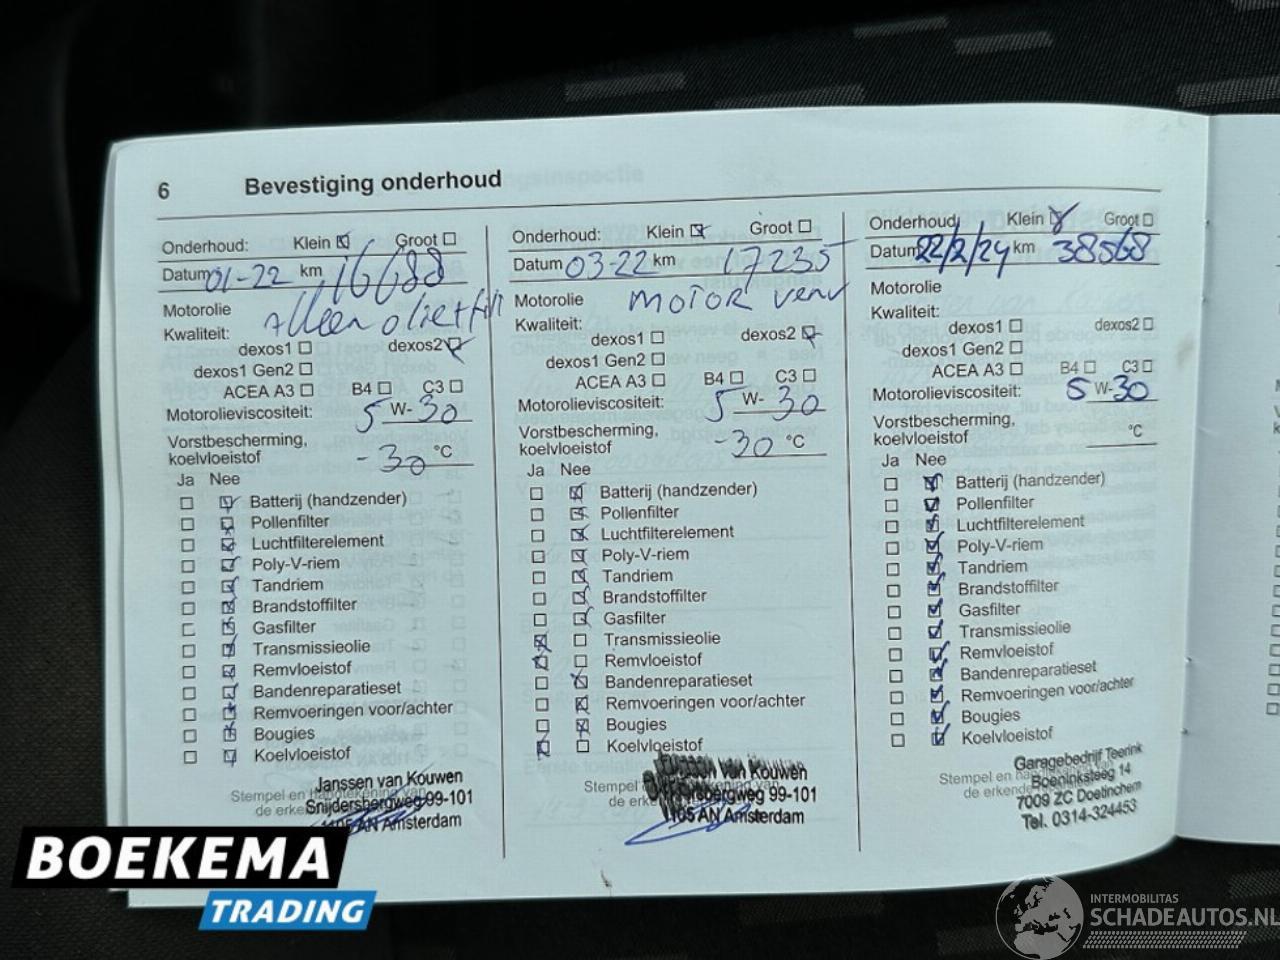 6 Bevestiging onderhoud
Onderhoud: Klein Groot
Datum 01-22 km 16688
Motorolie
Alleen olie+filt
Kwaliteit:
dexos1 dexos2
dexos1 Gen2
ACEA A3 B4 C3
Motorolieviscositeit: 5 W- 30
Vorstbescherming,
koelvloeistof -30 °C
Ja Nee
Batterij (handzender)
Pollenfilter
Luchtfilterelement
Poly-V-riem
Tandriem
Brandstoffilter
Gasfilter
Transmissieolie
Remvloeistof
Bandenreparatieset
Remvoeringen voor/achter
Bougies
Koelvloeistof
Stempel en handtekening van
de erke
Janssen van Kouwen
Snijdersbergweg 99-101
1105 AN Amsterdam
Onderhoud: Klein Groot
Datum 03-22 km 17235
Motorolie MOTOR verv
Kwaliteit:
dexos1 dexos2
dexos1 Gen2
ACEA A3 B4 C3
Motorolieviscositeit: 5 W- 30
Vorstbescherming,
koelvloeistof -30 °C
Ja Nee
Batterij (handzender)
Pollenfilter
Luchtfilterelement
Poly-V-riem
Tandriem
Brandstoffilter
Gasfilter
Transmissieolie
Remvloeistof
Bandenreparatieset
Remvoeringen voor/achter
Bougies
Koelvloeistof
Stempel en
de erke
van Kouwen
99-101
1105 AN Amsterdam
Onderhoud: Klein Groot
Datum 22/2/24 km 38568
Motorolie
Kwaliteit:
dexos1 dexos2
dexos1 Gen2
ACEA A3 B4 C3
Motorolieviscositeit: 5 W-30
Vorstbescherming,
koelvloeistof °C
Ja Nee
Batterij (handzender)
Pollenfilter
Luchtfilterelement
Poly-V-riem
Tandriem
Brandstoffilter
Gasfilter
Transmissieolie
Remvloeistof
Bandenreparatieset
Remvoeringen voor/achter
Bougies
Koelvloeistof
Stempel en
de erkende
Garagebedrijf Teerink
7009 ZC Doetinchem
Tel. 0314-324453
BOEKEMA
TRADING
INTERMOBILITAS
SCHADEAUTOS.NL